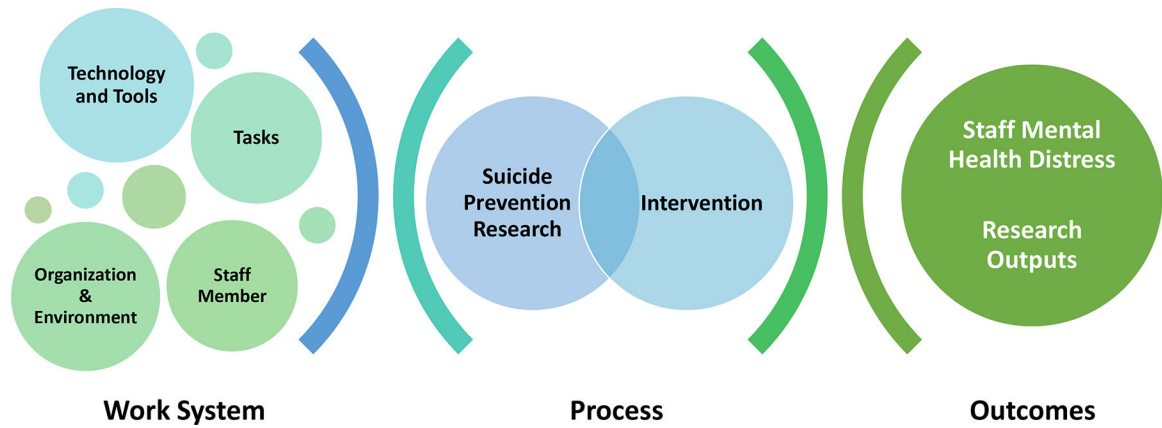 Technology
and Tools
Tasks
Organization
&
Environment
Staff
Member
Suicide
Prevention
Research
Intervention
Staff Mental
Health Distress
Research
Outputs
Work System
Process
Outcomes